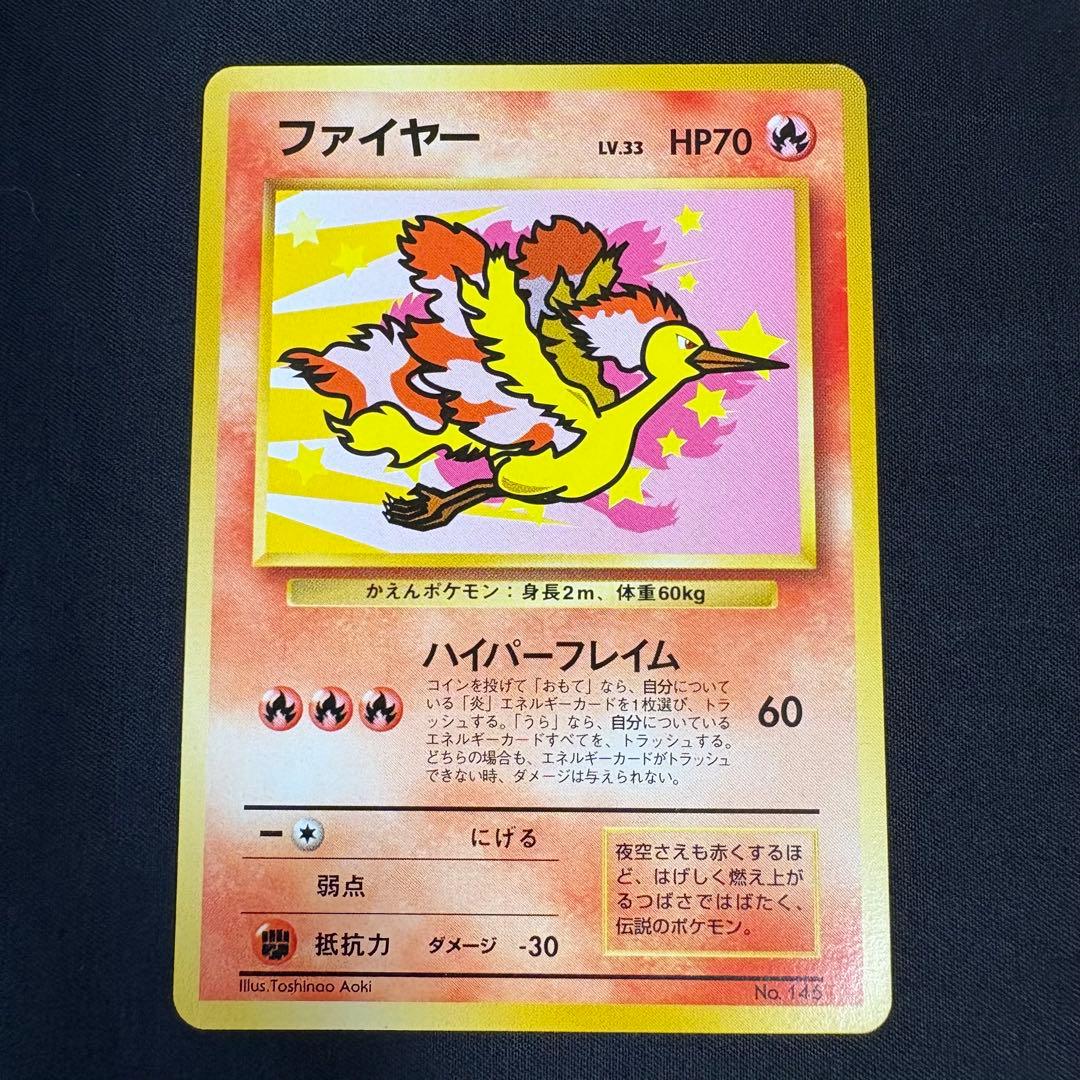 ファイヤー LV.33 HP70
かえんポケモン：身長2m、体重60kg
ハイパーフレイム
コインを投げて「おもて」なら、自分について
いる「炎」エネルギーカードを1枚選び、トラ
ッシュする。「うら」なら、自分についている
エネルギーカードすべてを、トラッシュする。
どちらの場合も、エネルギーカードがトラッシュ
できない時、ダメージは与えられない。
60
にげる
弱点
抵抗力 ダメージ -30
夜空さえも赤くするほ
ど、はげしく燃え上が
るつばさではばたく、
伝説のポケモン。
Illus.Toshinao Aoki
No. 146